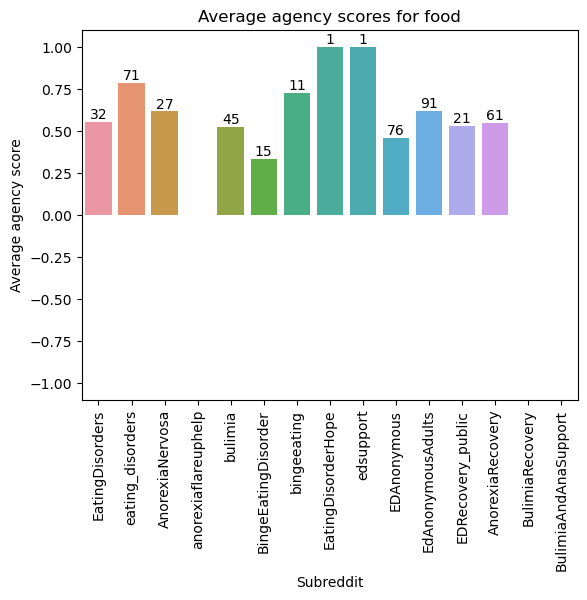 Average agency scores for food
1.00
0.75
0.50
0.25
0.00
−0.25
−0.50
−0.75
−1.00
Average agency score
32
71
27
45
15
11
1
1
76
91
21
61
EatingDisorders
eating_disorders
AnorexiaNervosa
anorexiaflareuphelp
bulimia
BingeEatingDisorder
bingeeating
EatingDisorderHope
edsupport
EDAnonymous
EdAnonymousAdults
EDRecovery_public
AnorexiaRecovery
BulimiaRecovery
BulimiaAndAnaSupport
Subreddit